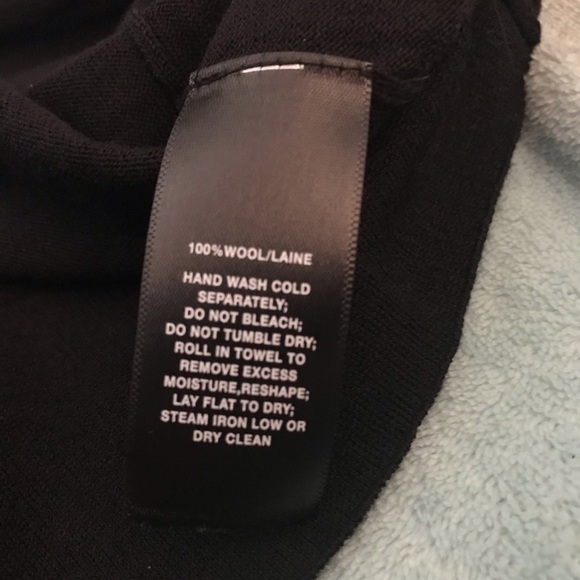 100%WOOL/LAINE
HAND WASH COLD
SEPARATELY;
DO NOT BLEACH;
DO NOT TUMBLE DRY;
ROLL IN TOWEL TO
REMOVE EXCESS
MOISTURE,RESHAPE;
LAY FLAT TO DRY;
STEAM IRON LOW OR
DRY CLEAN